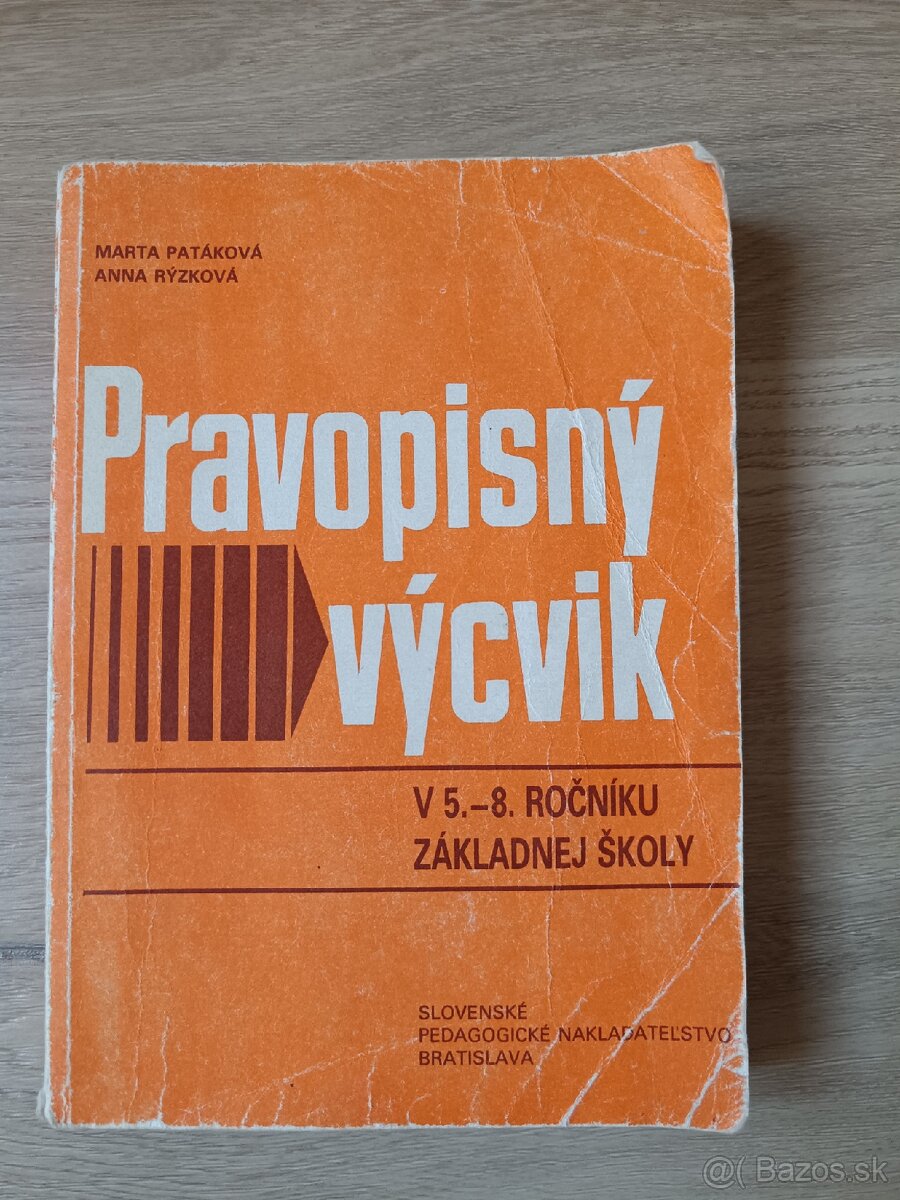 MARTA PATÁKOVÁ
ANNA RÝZKOVÁ
Pravopisný
výcvik
V 5.–8. ROČNÍKU
ZÁKLADNEJ ŠKOLY
SLOVENSKÉ
PEDAGOGICKÉ NAKLADATEĽSTVO
BRATISLAVA
@( Bazos.sk